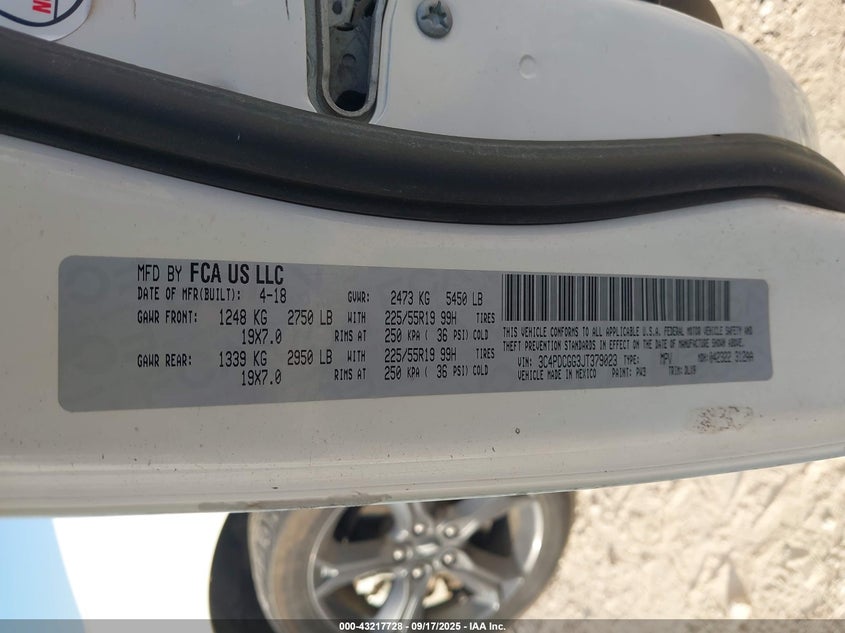 MFD BY FCA US LLC
DATE OF MFR(BUILT): 4-18 GVWR: 2473 KG 5450 LB
GAWR FRONT: 1248 KG 2750 LB WITH 225/55R19 99H TIRES
19X7.0 RIMS AT 250 KPA ( 36 PSI) COLD
GAWR REAR: 1339 KG 2950 LB WITH 225/55R19 99H TIRES
19X7.0 RIMS AT 250 KPA ( 36 PSI) COLD
THIS VEHICLE CONFORMS TO ALL APPLICABLE U.S.A. FEDERAL MOTOR VEHICLE SAFETY AND
THEFT PREVENTION STANDARDS IN EFFECT ON THE DATE OF MANUFACTURE SHOWN ABOVE.
VIN: 3C4PDCGG3JT379023 TYPE: MPV MDH: 042322 312AA
VEHICLE MADE IN MEXICO PAINT: PW3 TRIM: DLV9
000-43217728 - 09/17/2025 - IAA Inc.